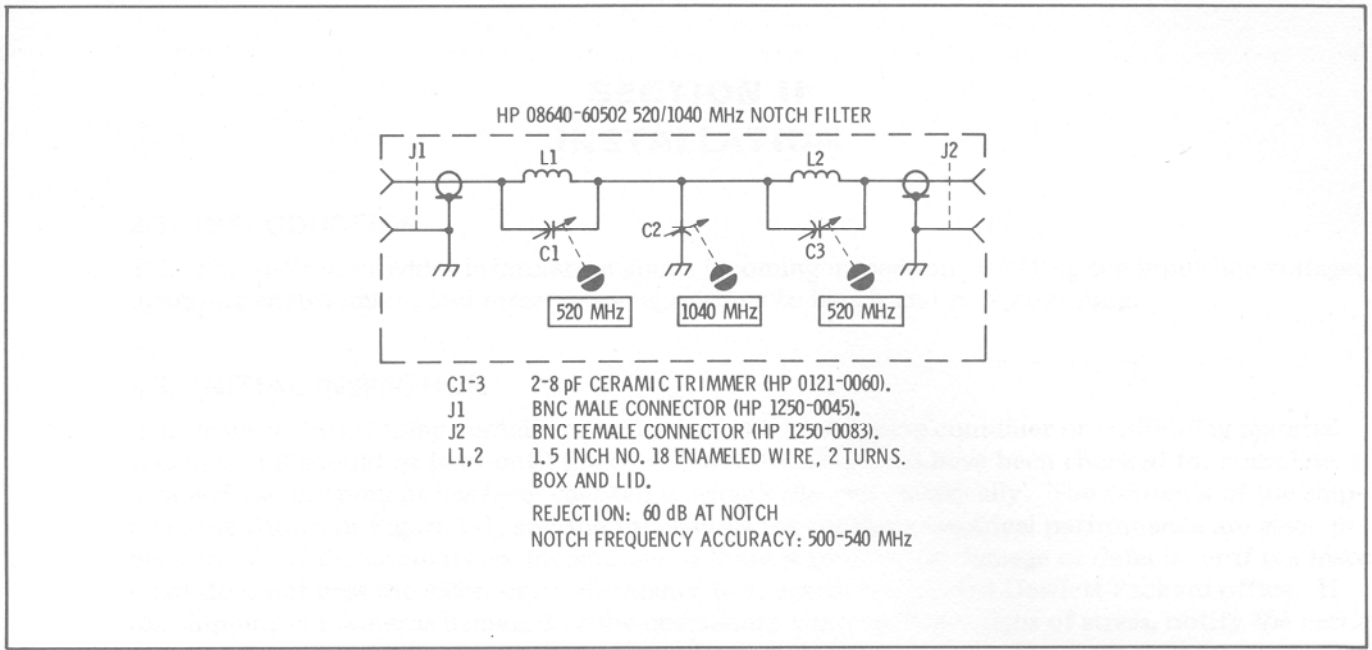 HP 08640-60502 520/1040 MHz NOTCH FILTER
J1
L1
L2
J2
C1
C2
C3
520 MHz
1040 MHz
520 MHz
C1-3 2-8 pF CERAMIC TRIMMER (HP 0121-0060).
J1 BNC MALE CONNECTOR (HP 1250-0045).
J2 BNC FEMALE CONNECTOR (HP 1250-0083).
L1,2 1.5 INCH NO. 18 ENAMELED WIRE, 2 TURNS.
BOX AND LID.
REJECTION: 60 dB AT NOTCH
NOTCH FREQUENCY ACCURACY: 500-540 MHz